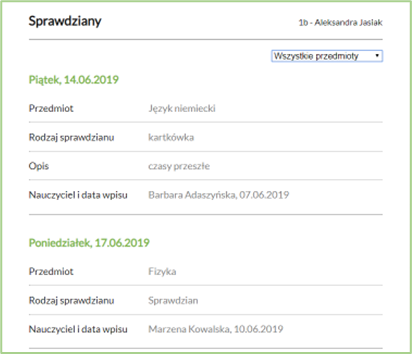 Sprawdziany
1b - Aleksandra Jasiak
Wszystkie przedmioty
Piątek, 14.06.2019
Przedmiot Język niemiecki
Rodzaj sprawdzianu kartkówka
Opis czasy przeszłe
Nauczyciel i data wpisu Barbara Adaszyńska, 07.06.2019
Poniedziałek, 17.06.2019
Przedmiot Fizyka
Rodzaj sprawdzianu Sprawdzian
Nauczyciel i data wpisu Marzena Kowalska, 10.06.2019